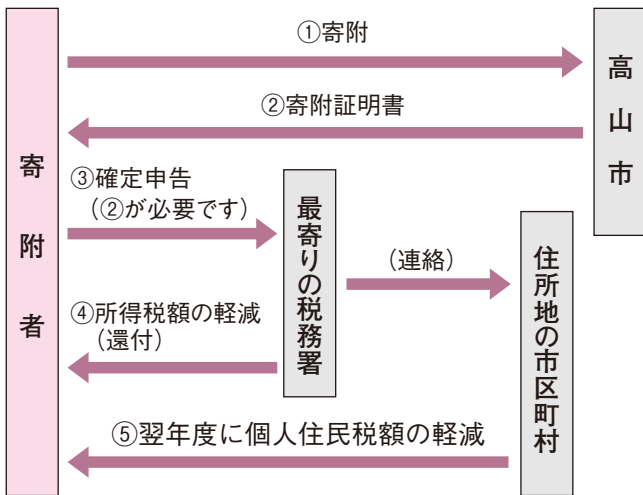 ①寄附
高山市
②寄附証明書
寄附者
③確定申告
(②が必要です)
最寄りの税務署
(連絡)
住所地の市区町村
④所得税額の軽減
(還付)
⑤翌年度に個人住民税額の軽減